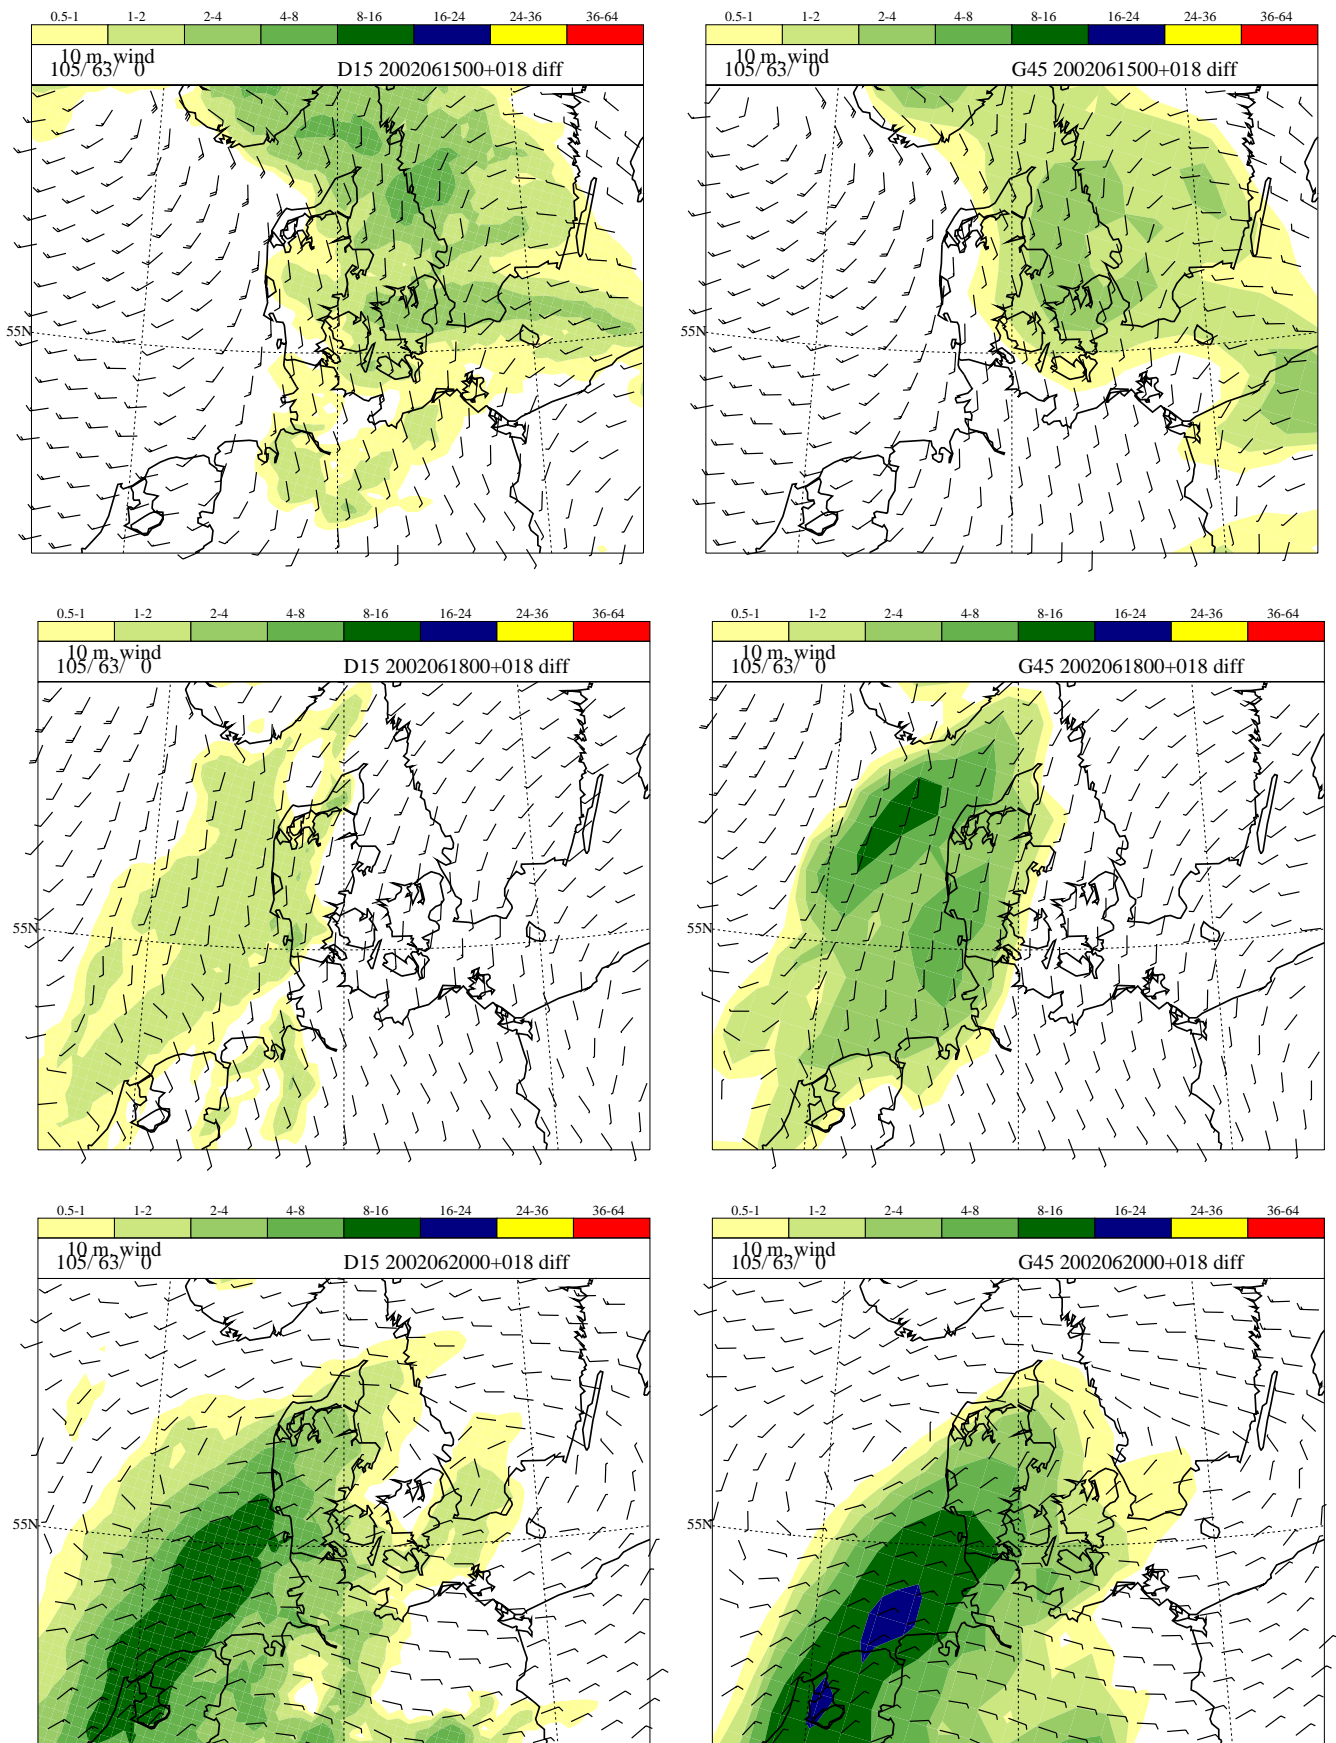 0.5-1 1-2 2-4 4-8 8-16 16-24 24-36 36-64
10 m. wind
105/ 63/ 0 D15 2002061500+018 diff
55N
0.5-1 1-2 2-4 4-8 8-16 16-24 24-36 36-64
10 m. wind
105/ 63/ 0 G45 2002061500+018 diff
55N
0.5-1 1-2 2-4 4-8 8-16 16-24 24-36 36-64
10 m. wind
105/ 63/ 0 D15 2002061800+018 diff
55N
0.5-1 1-2 2-4 4-8 8-16 16-24 24-36 36-64
10 m. wind
105/ 63/ 0 G45 2002061800+018 diff
55N
0.5-1 1-2 2-4 4-8 8-16 16-24 24-36 36-64
10 m. wind
105/ 63/ 0 D15 2002062000+018 diff
55N
0.5-1 1-2 2-4 4-8 8-16 16-24 24-36 36-64
10 m. wind
105/ 63/ 0 G45 2002062000+018 diff
55N